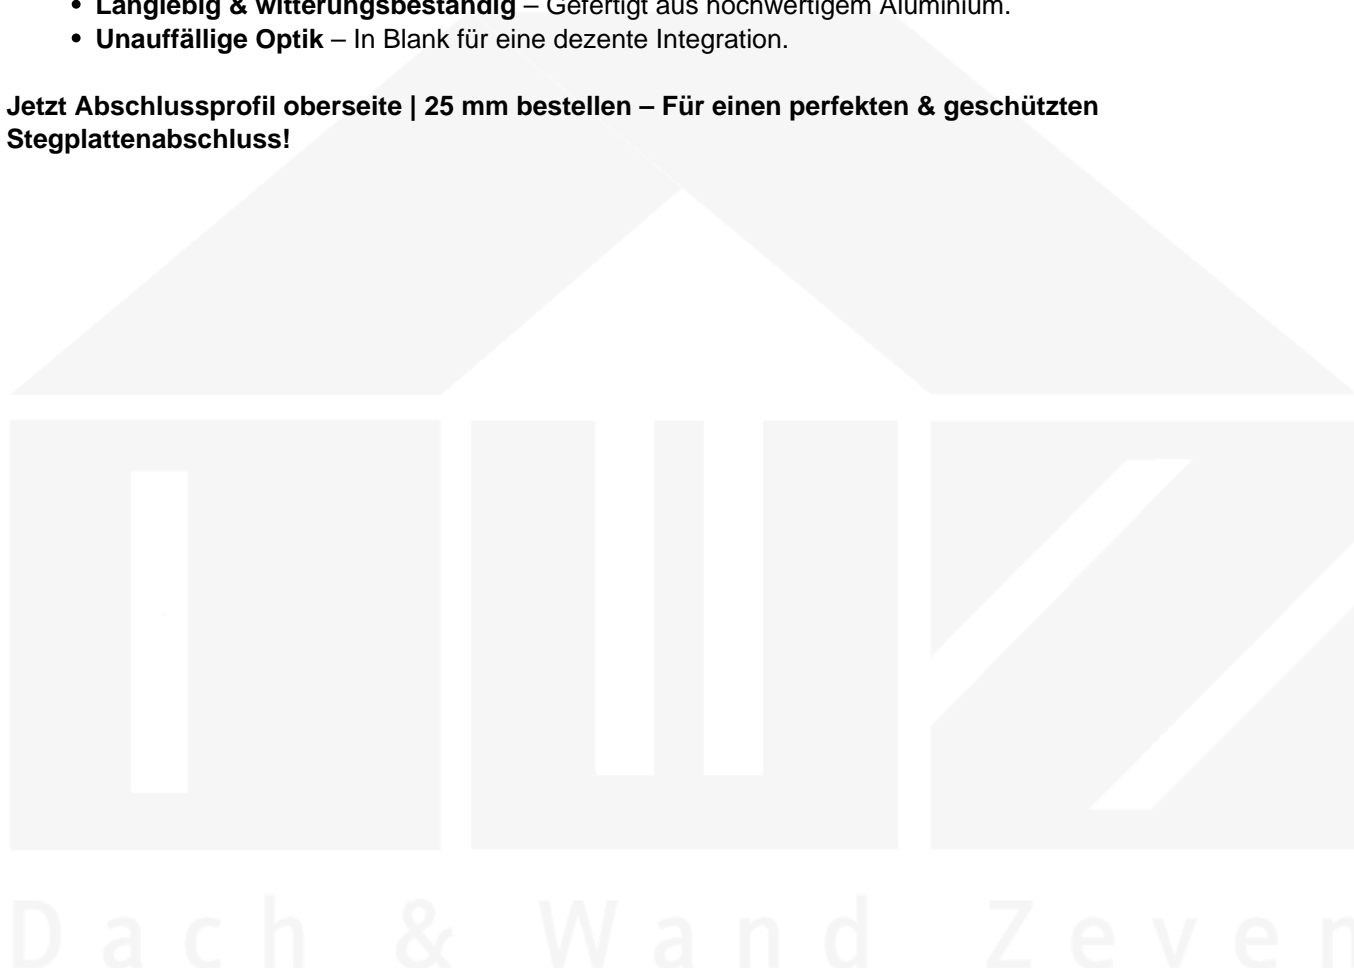 • Langlebig & witterungsbeständig – Gefertigt aus hochwertigem Aluminium.
• Unauffällige Optik – In Blank für eine dezente Integration.
Jetzt Abschlussprofil oberseite | 25 mm bestellen – Für einen perfekten & geschützten
Stegplattenabschluss!
Dach & Wand Zeven